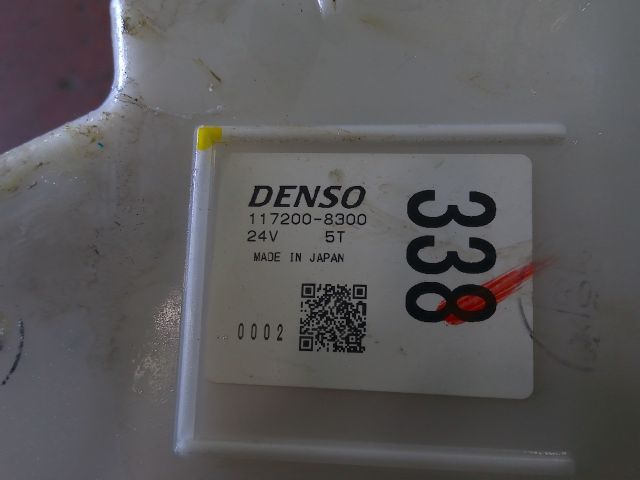 DENSO
117200-8300
24V 5T
MADE IN JAPAN
0002
338